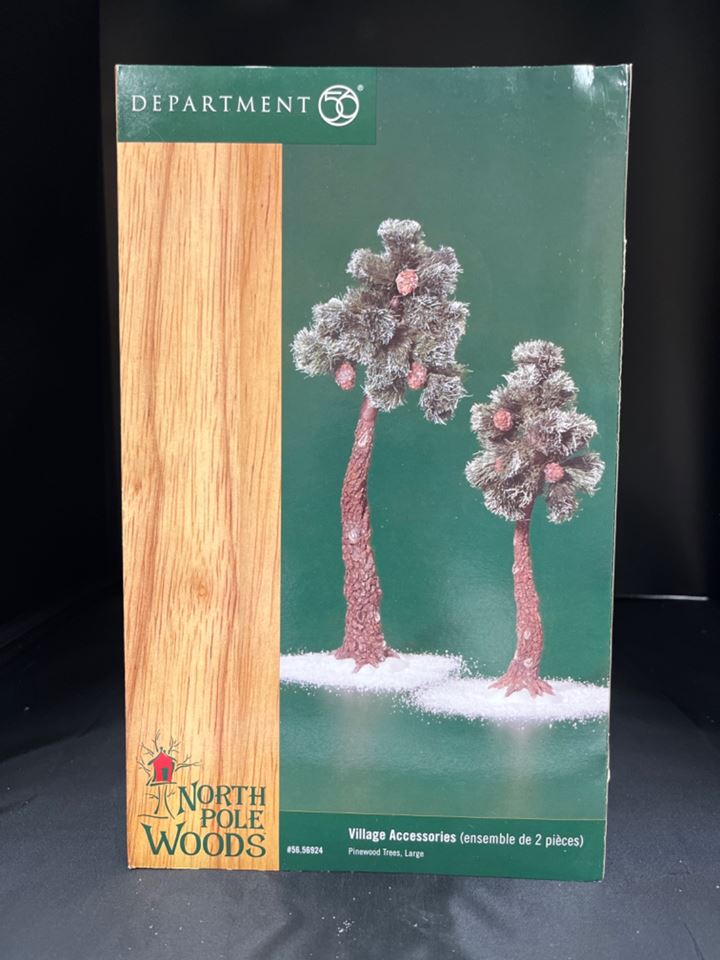 DEPARTMENT 56®
NORTH
POLE
WOODS
#56.56924
Village Accessories (ensemble de 2 pièces)
Pinewood Trees, Large